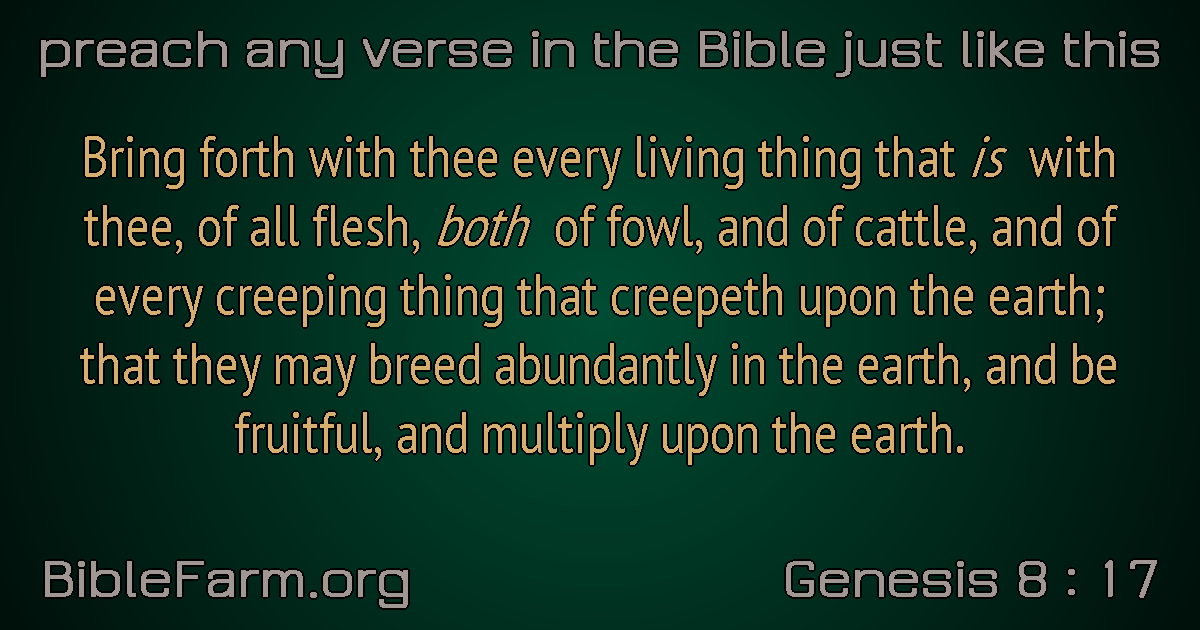 preach any verse in the Bible just like this
Bring forth with thee every living thing that is with
thee, of all flesh, both of fowl, and of cattle, and of
every creeping thing that creepeth upon the earth;
that they may breed abundantly in the earth, and be
fruitful, and multiply upon the earth.
BibleFarm.org
Genesis 8 : 17